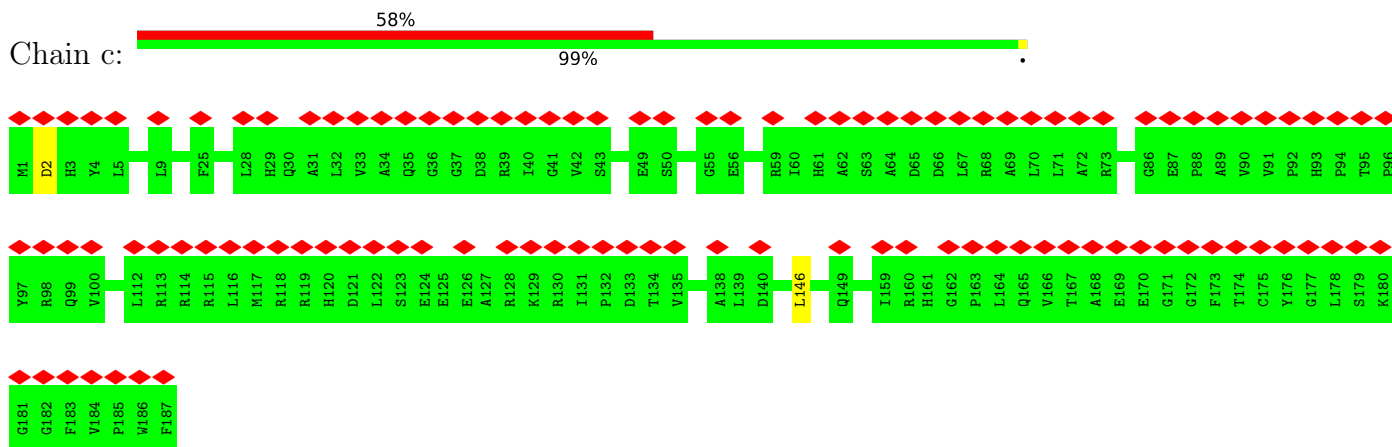 58%
Chain c:
99%
.
M1 D2 H3 Y4 L5 L9 F25 L28 H29 Q30 A31 L32 V33 A34 Q35 G36 G37 D38 R39 I40 G41 V42 S43 E49 S50 G55 E56 R59 I60 H61 A62 S63 A64 D65 D66 L67 R68 A69 L70 L71 A72 R73 G86 E87 P88 A89 V90 V91 P92 H93 P94 T95 P96
Y97 R98 Q99 V100 L112 R113 R114 R115 L116 M117 R118 R119 H120 D121 L122 S123 E124 E125 E126 A127 R128 K129 R130 I131 P132 D133 T134 V135 A138 L139 D140 L146 Q149 I159 R160 H161 G162 P163 L164 Q165 V166 T167 A168 E169 E170 G171 G172 F173 T174 C175 Y176 G177 L178 S179 K180
G181 G182 F183 V184 P185 W186 F187